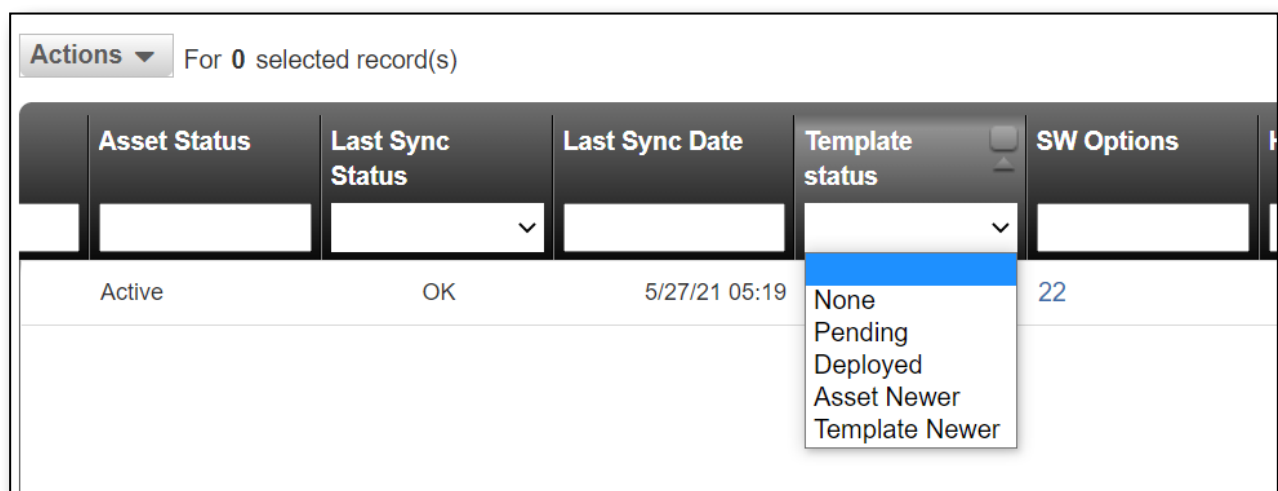 Actions
For 0 selected record(s)
Asset Status
Last Sync
Status
Last Sync Date
Template
status
SW Options
Active
OK
5/27/21 05:19
22
None
Pending
Deployed
Asset Newer
Template Newer